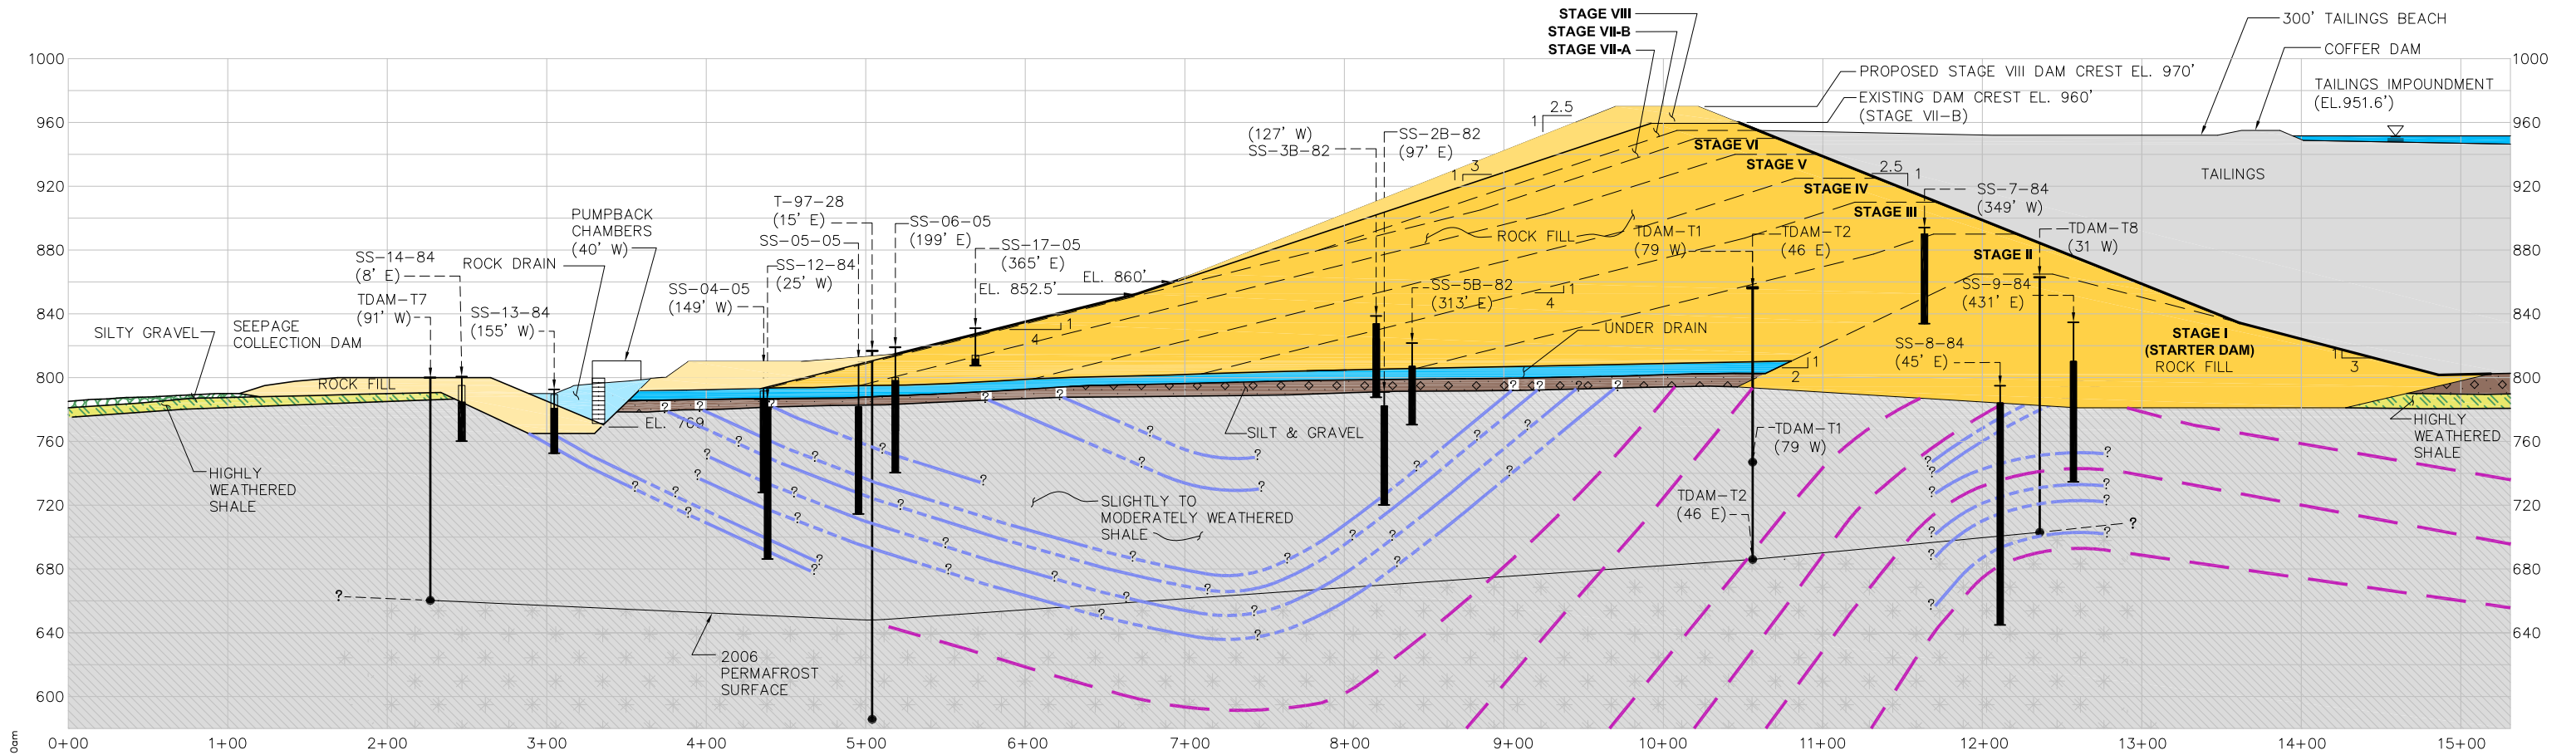 STAGE VIII
STAGE VII-B
STAGE VII-A
300' TAILINGS BEACH
COFFER DAM
1000
1000
PROPOSED STAGE VIII DAM CREST EL. 970'
EXISTING DAM CREST EL. 960'
(STAGE VII-B)
TAILINGS IMPOUNDMENT
(EL.951.6')
2.5
1
960
960
(127' W)
SS-3B-82
SS-2B-82
(97' E)
STAGE VI
STAGE V
STAGE IV
STAGE III
STAGE II
3
1
2.5
1
TAILINGS
920
920
SS-7-84
(349' W)
T-97-28
(15' E)
PUMPBACK
CHAMBERS
(40' W)
SS-06-05
(199' E)
SS-05-05
SS-17-05
(365' E)
ROCK FILL
TDAM-T1
(79 W)
TDAM-T2
(46 E)
TDAM-T8
(31 W)
880
880
SS-14-84
(8' E)
ROCK DRAIN
SS-12-84
(25' W)
EL. 860'
EL. 852.5'
SS-04-05
(149' W)
SS-5B-82
(313' E)
1
4
SS-9-84
(431' E)
TDAM-T7
(91' W)
SS-13-84
(155' W)
840
840
SILTY GRAVEL
SEEPAGE
COLLECTION DAM
1
4
UNDER DRAIN
STAGE I
(STARTER DAM)
ROCK FILL
SS-8-84
(45' E)
1
3
1
2
800
800
ROCK FILL
EL. 769
SILT & GRAVEL
TDAM-T1
(79 W)
HIGHLY
WEATHERED
SHALE
760
760
HIGHLY
WEATHERED
SHALE
SLIGHTLY TO
MODERATELY WEATHERED
SHALE
TDAM-T2
(46 E)
720
720
680
680
640
640
2006
PERMAFROST
SURFACE
600
0am
0+00
1+00
2+00
3+00
4+00
5+00
6+00
7+00
8+00
9+00
10+00
11+00
12+00
13+00
14+00
15+00